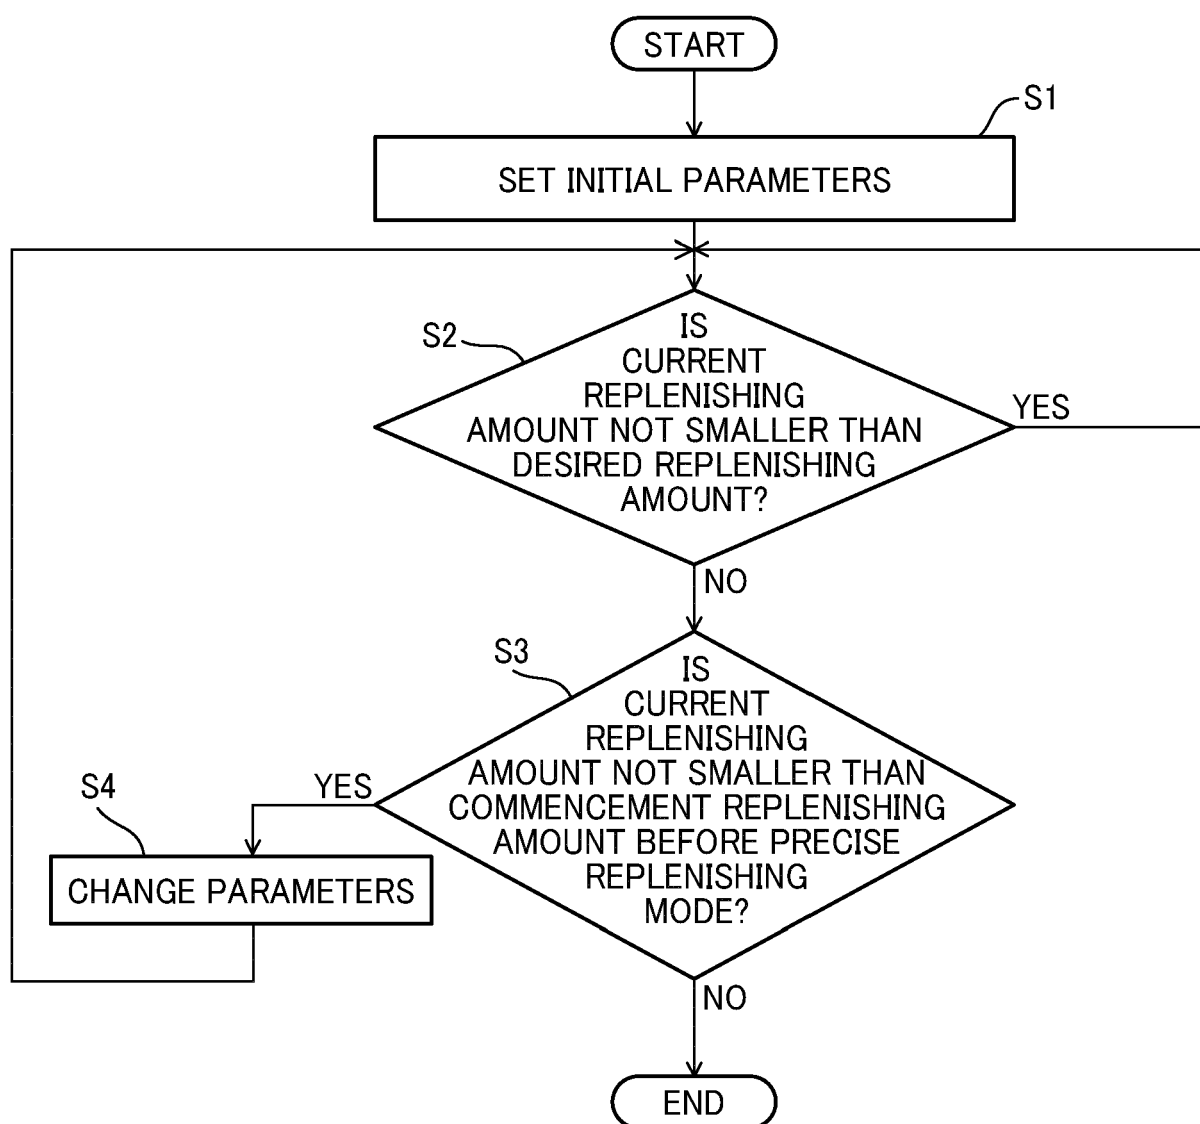 START
S1
SET INITIAL PARAMETERS
S2
IS
CURRENT
REPLENISHING
AMOUNT NOT SMALLER THAN
DESIRED REPLENISHING
AMOUNT?
YES
NO
S3
IS
CURRENT
REPLENISHING
AMOUNT NOT SMALLER THAN
COMMENCEMENT REPLENISHING
AMOUNT BEFORE PRECISE
REPLENISHING
MODE?
YES
S4
CHANGE PARAMETERS
NO
END